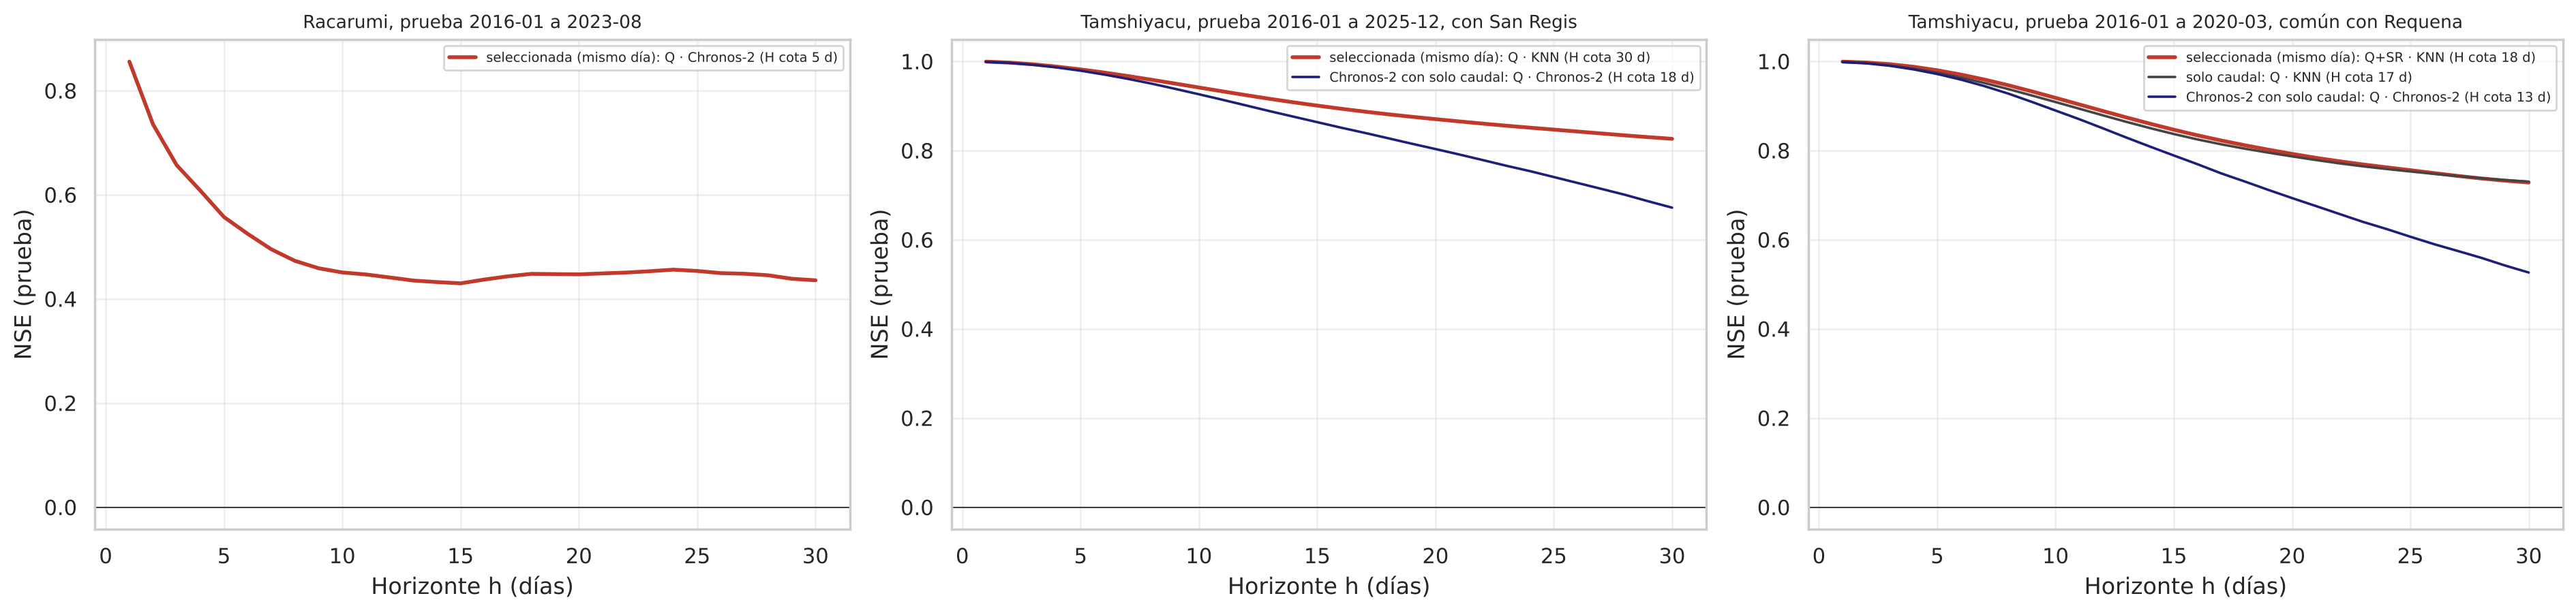 Racarumi, prueba 2016-01 a 2023-08
seleccionada (mismo día): Q · Chronos-2 (H cota 5 d)
NSE (prueba)
0.8
0.6
0.4
0.2
0.0
0 5 10 15 20 25 30
Horizonte h (días)
Tamshiyacu, prueba 2016-01 a 2025-12, con San Regis
seleccionada (mismo día): Q · KNN (H cota 30 d)
Chronos-2 con solo caudal: Q · Chronos-2 (H cota 18 d)
NSE (prueba)
1.0
0.8
0.6
0.4
0.2
0.0
0 5 10 15 20 25 30
Horizonte h (días)
Tamshiyacu, prueba 2016-01 a 2020-03, común con Requena
seleccionada (mismo día): Q+SR · KNN (H cota 18 d)
solo caudal: Q · KNN (H cota 17 d)
Chronos-2 con solo caudal: Q · Chronos-2 (H cota 13 d)
NSE (prueba)
1.0
0.8
0.6
0.4
0.2
0.0
0 5 10 15 20 25 30
Horizonte h (días)